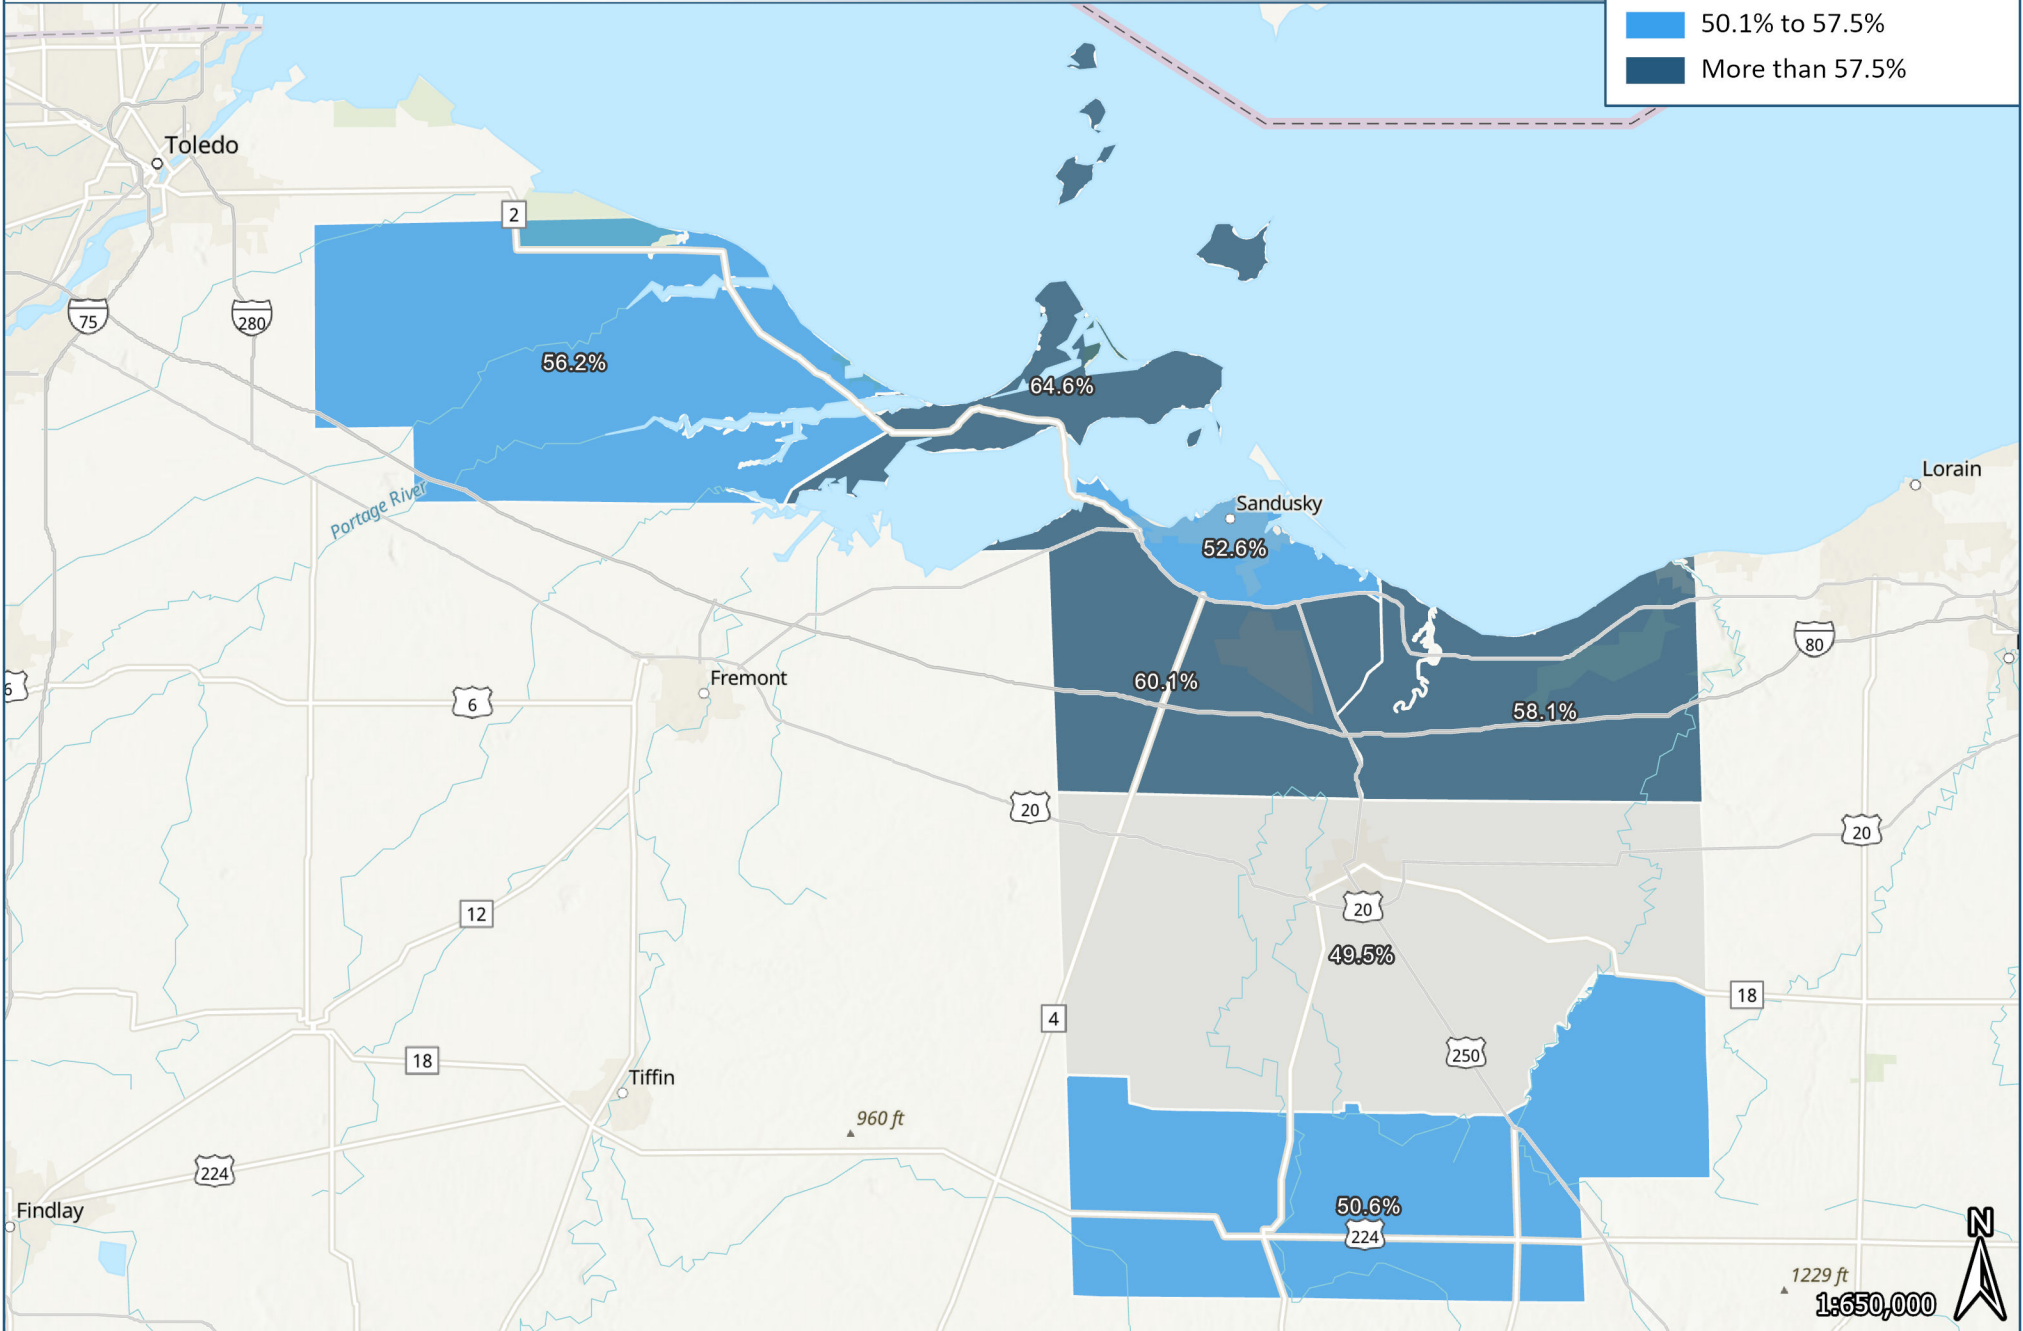 50.1% to 57.5%
More than 57.5%
Toledo
2
75
280
56.2%
64.6%
Portage River
Sandusky
52.6%
Lorain
80
6
6
Fremont
60.1%
58.1%
20
20
12
20
49.5%
18
4
250
18
Tiffin
960 ft
224
Findlay
50.6%
224
N
1229 ft
1:650,000